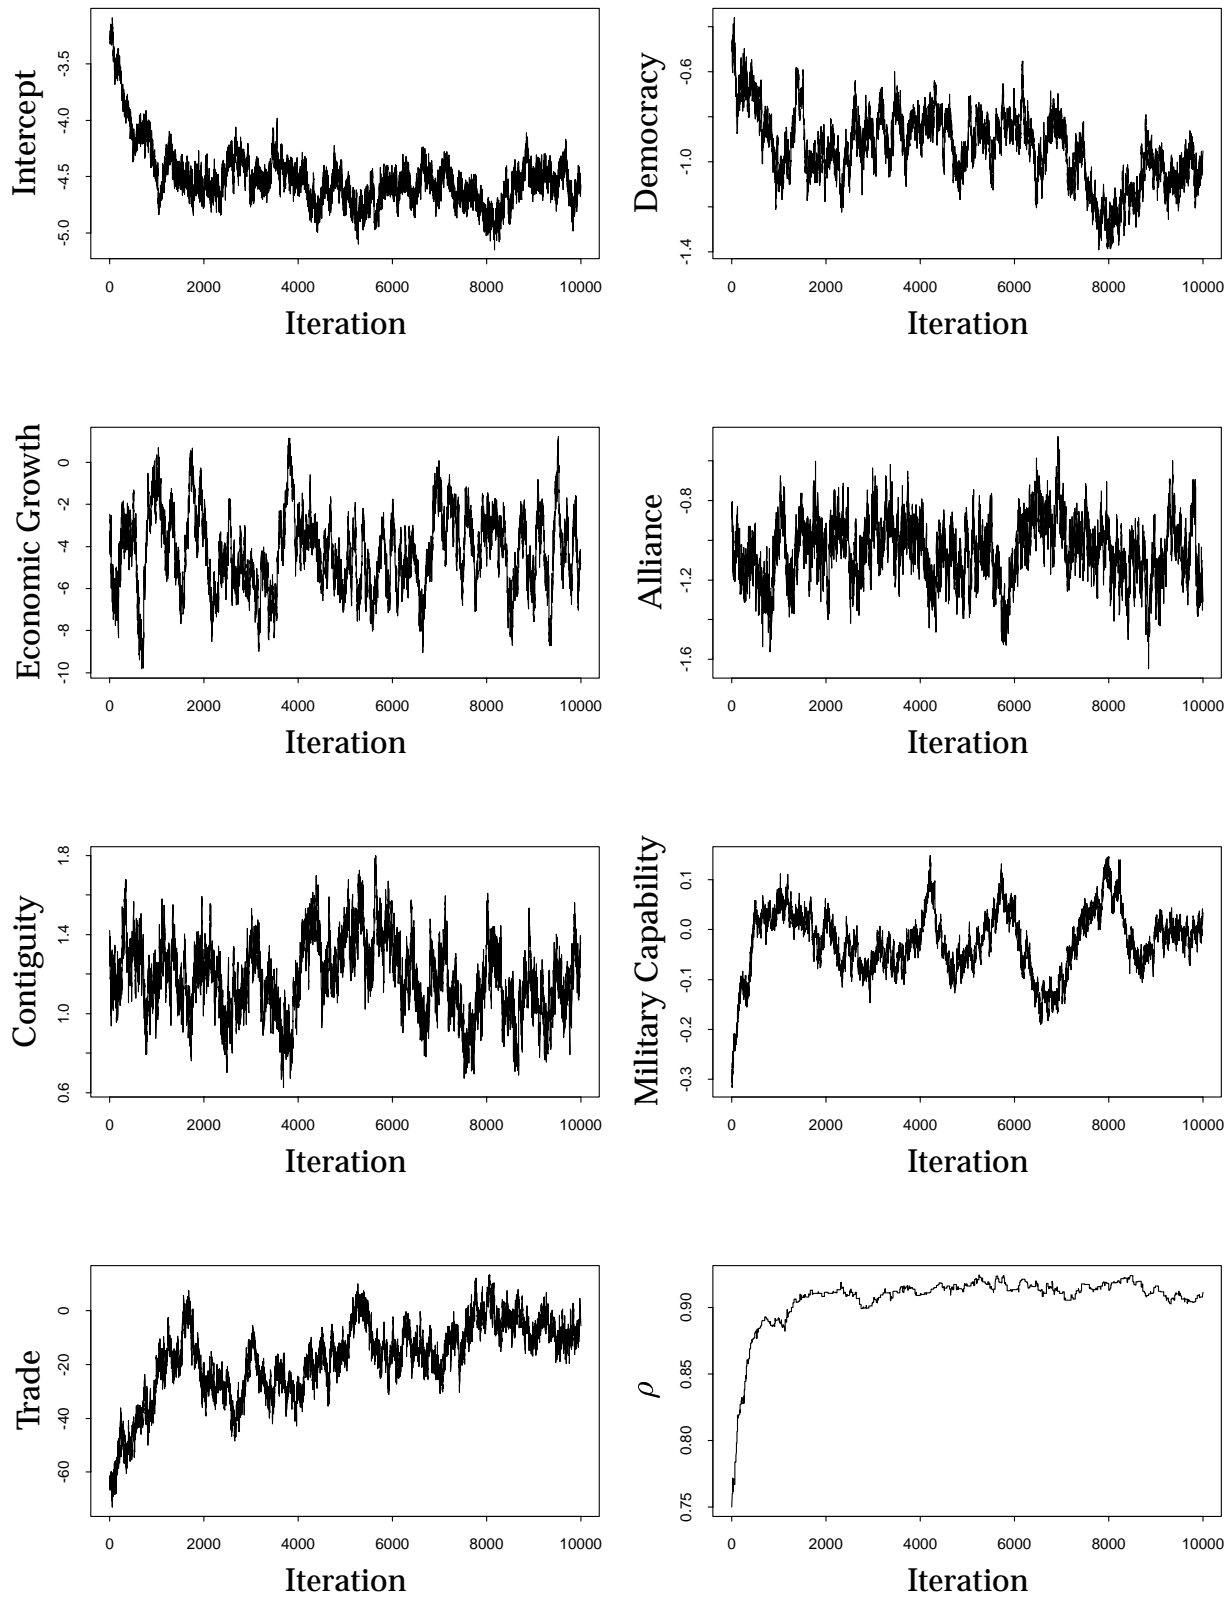 Intercept
-3.5
-4.0
-4.5
-5.0
0 2000 4000 6000 8000 10000
Iteration
Democracy
-0.6
-1.0
-1.4
0 2000 4000 6000 8000 10000
Iteration
Economic Growth
0
-2
-4
-6
-8
-10
0 2000 4000 6000 8000 10000
Iteration
Alliance
-0.8
-1.2
-1.6
0 2000 4000 6000 8000 10000
Iteration
Contiguity
1.8
1.4
1.0
0.6
0 2000 4000 6000 8000 10000
Iteration
Military Capability
0.1
0.0
-0.1
-0.2
-0.3
0 2000 4000 6000 8000 10000
Iteration
Trade
0
-20
-40
-60
0 2000 4000 6000 8000 10000
Iteration
ρ
0.90
0.85
0.80
0.75
0 2000 4000 6000 8000 10000
Iteration